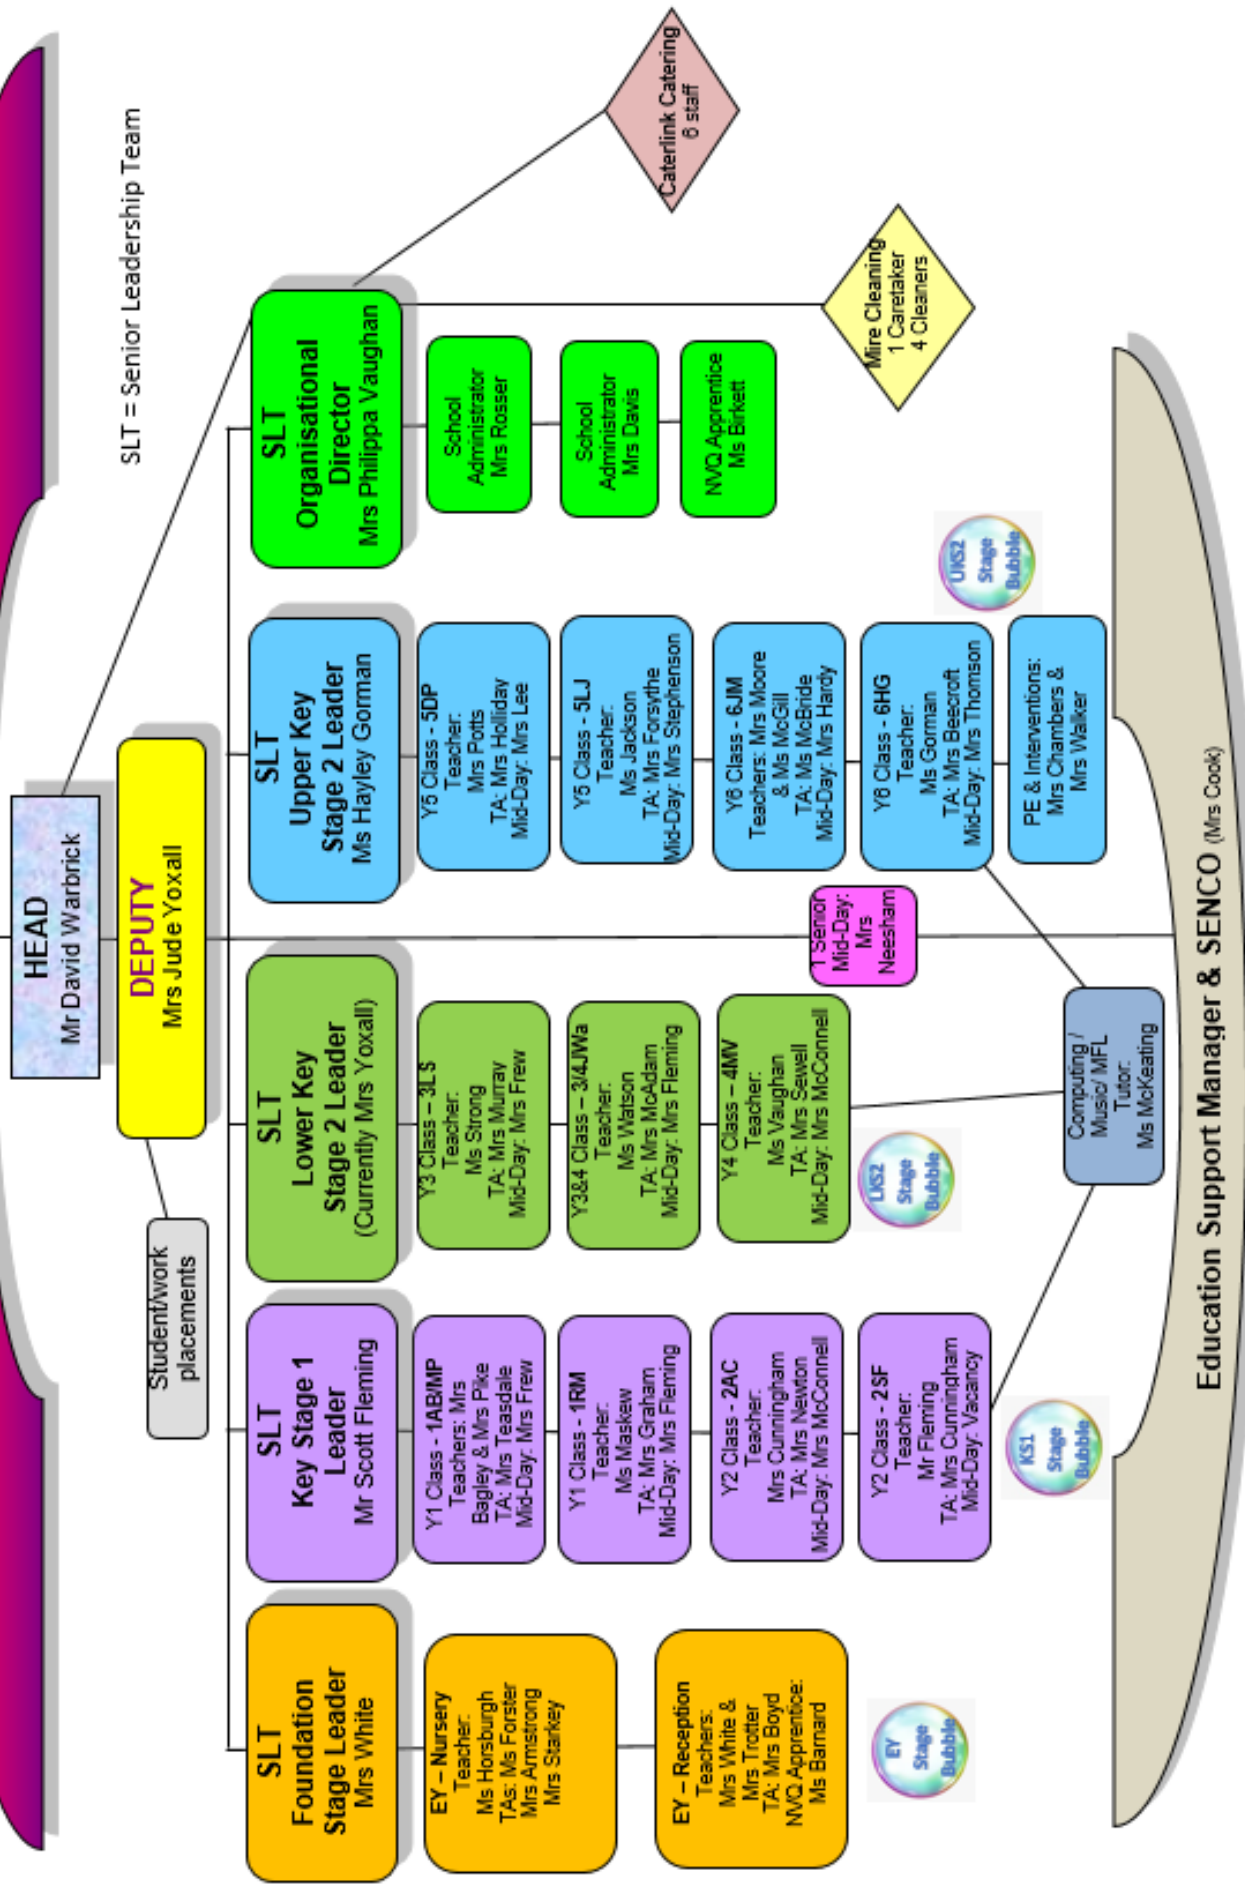 HEAD
Mr David Warbrick
SLT = Senior Leadership Team
DEPUTY
Mrs Jude Yoxall
Student/work
placements
SLT
Foundation
Stage Leader
Mrs White
EY – Nursery
Teacher:
Ms Horsburgh
TAs: Ms Forster
Mrs Armstrong
Mrs Starkey
EY – Reception
Teachers:
Mrs White &
Mrs Trotter
TA: Mrs Boyd
NVQ Apprentice:
Ms Barnard
EY
Stage
Bubble
SLT
Key Stage 1
Leader
Mr Scott Fleming
Y1 Class - 1AB/MP
Teachers: Mrs
Bagley & Mrs Pike
TA: Mrs Teasdale
Mid-Day: Mrs Frew
Y1 Class - 1RM
Teacher:
Ms Maskew
TA: Mrs Graham
Mid-Day: Mrs Fleming
Y2 Class - 2AC
Teacher:
Mrs Cunningham
TA: Mrs Newton
Mid-Day: Mrs McConnell
Y2 Class - 2SF
Teacher:
Mr Fleming
TA: Mrs Cunningham
Mid-Day: Vacancy
KS1
Stage
Bubble
SLT
Lower Key
Stage 2 Leader
(Currently Mrs Yoxall)
Y3 Class – 3LS
Teacher:
Ms Strong
TA: Mrs Murray
Mid-Day: Mrs Frew
Y3&4 Class – 3/4JWa
Teacher:
Ms Watson
TA: Mrs McAdam
Mid-Day: Mrs Fleming
Y4 Class – 4MV
Teacher:
Ms Vaughan
TA: Mrs Sewell
Mid-Day: Mrs McConnell
LKS2
Stage
Bubble
SLT
Upper Key
Stage 2 Leader
Ms Hayley Gorman
Y5 Class - 5DP
Teacher:
Mrs Potts
TA: Mrs Holliday
Mid-Day: Mrs Lee
Y5 Class - 5LJ
Teacher:
Ms Jackson
TA: Mrs Forsythe
Mid-Day: Mrs Stephenson
Y6 Class - 6JM
Teachers: Mrs Moore
& Ms McGill
TA: Ms McBride
Mid-Day: Mrs Hardy
Y6 Class - 6HG
Teacher:
Ms Gorman
TA: Mrs Beecroft
Mid-Day: Mrs Thomson
PE & Interventions:
Mrs Chambers &
Mrs Walker
UKS2
Stage
Bubble
1 Senior
Mid-Day:
Mrs
Needham
Computing /
Music/ MFL
Tutor:
Ms McKeating
SLT
Organisational
Director
Mrs Philippa Vaughan
School
Administrator
Mrs Rosser
School
Administrator
Mrs Davis
NVQ Apprentice
Ms Birkett
Mire Cleaning
1 Caretaker
4 Cleaners
Caterlink Catering
6 staff
Education Support Manager & SENCO (Mrs Cook)